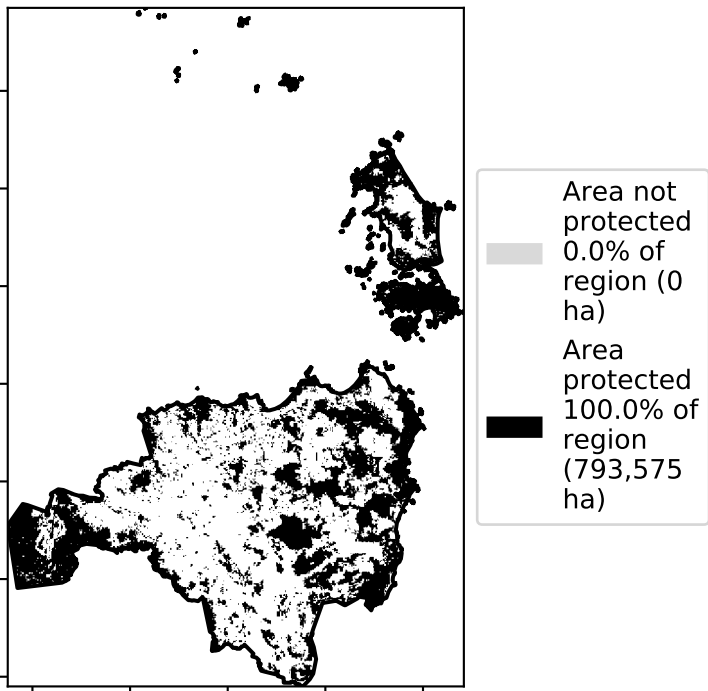 Area not
protected
0.0% of
region (0
ha)
Area
protected
100.0% of
region
(793,575
ha)